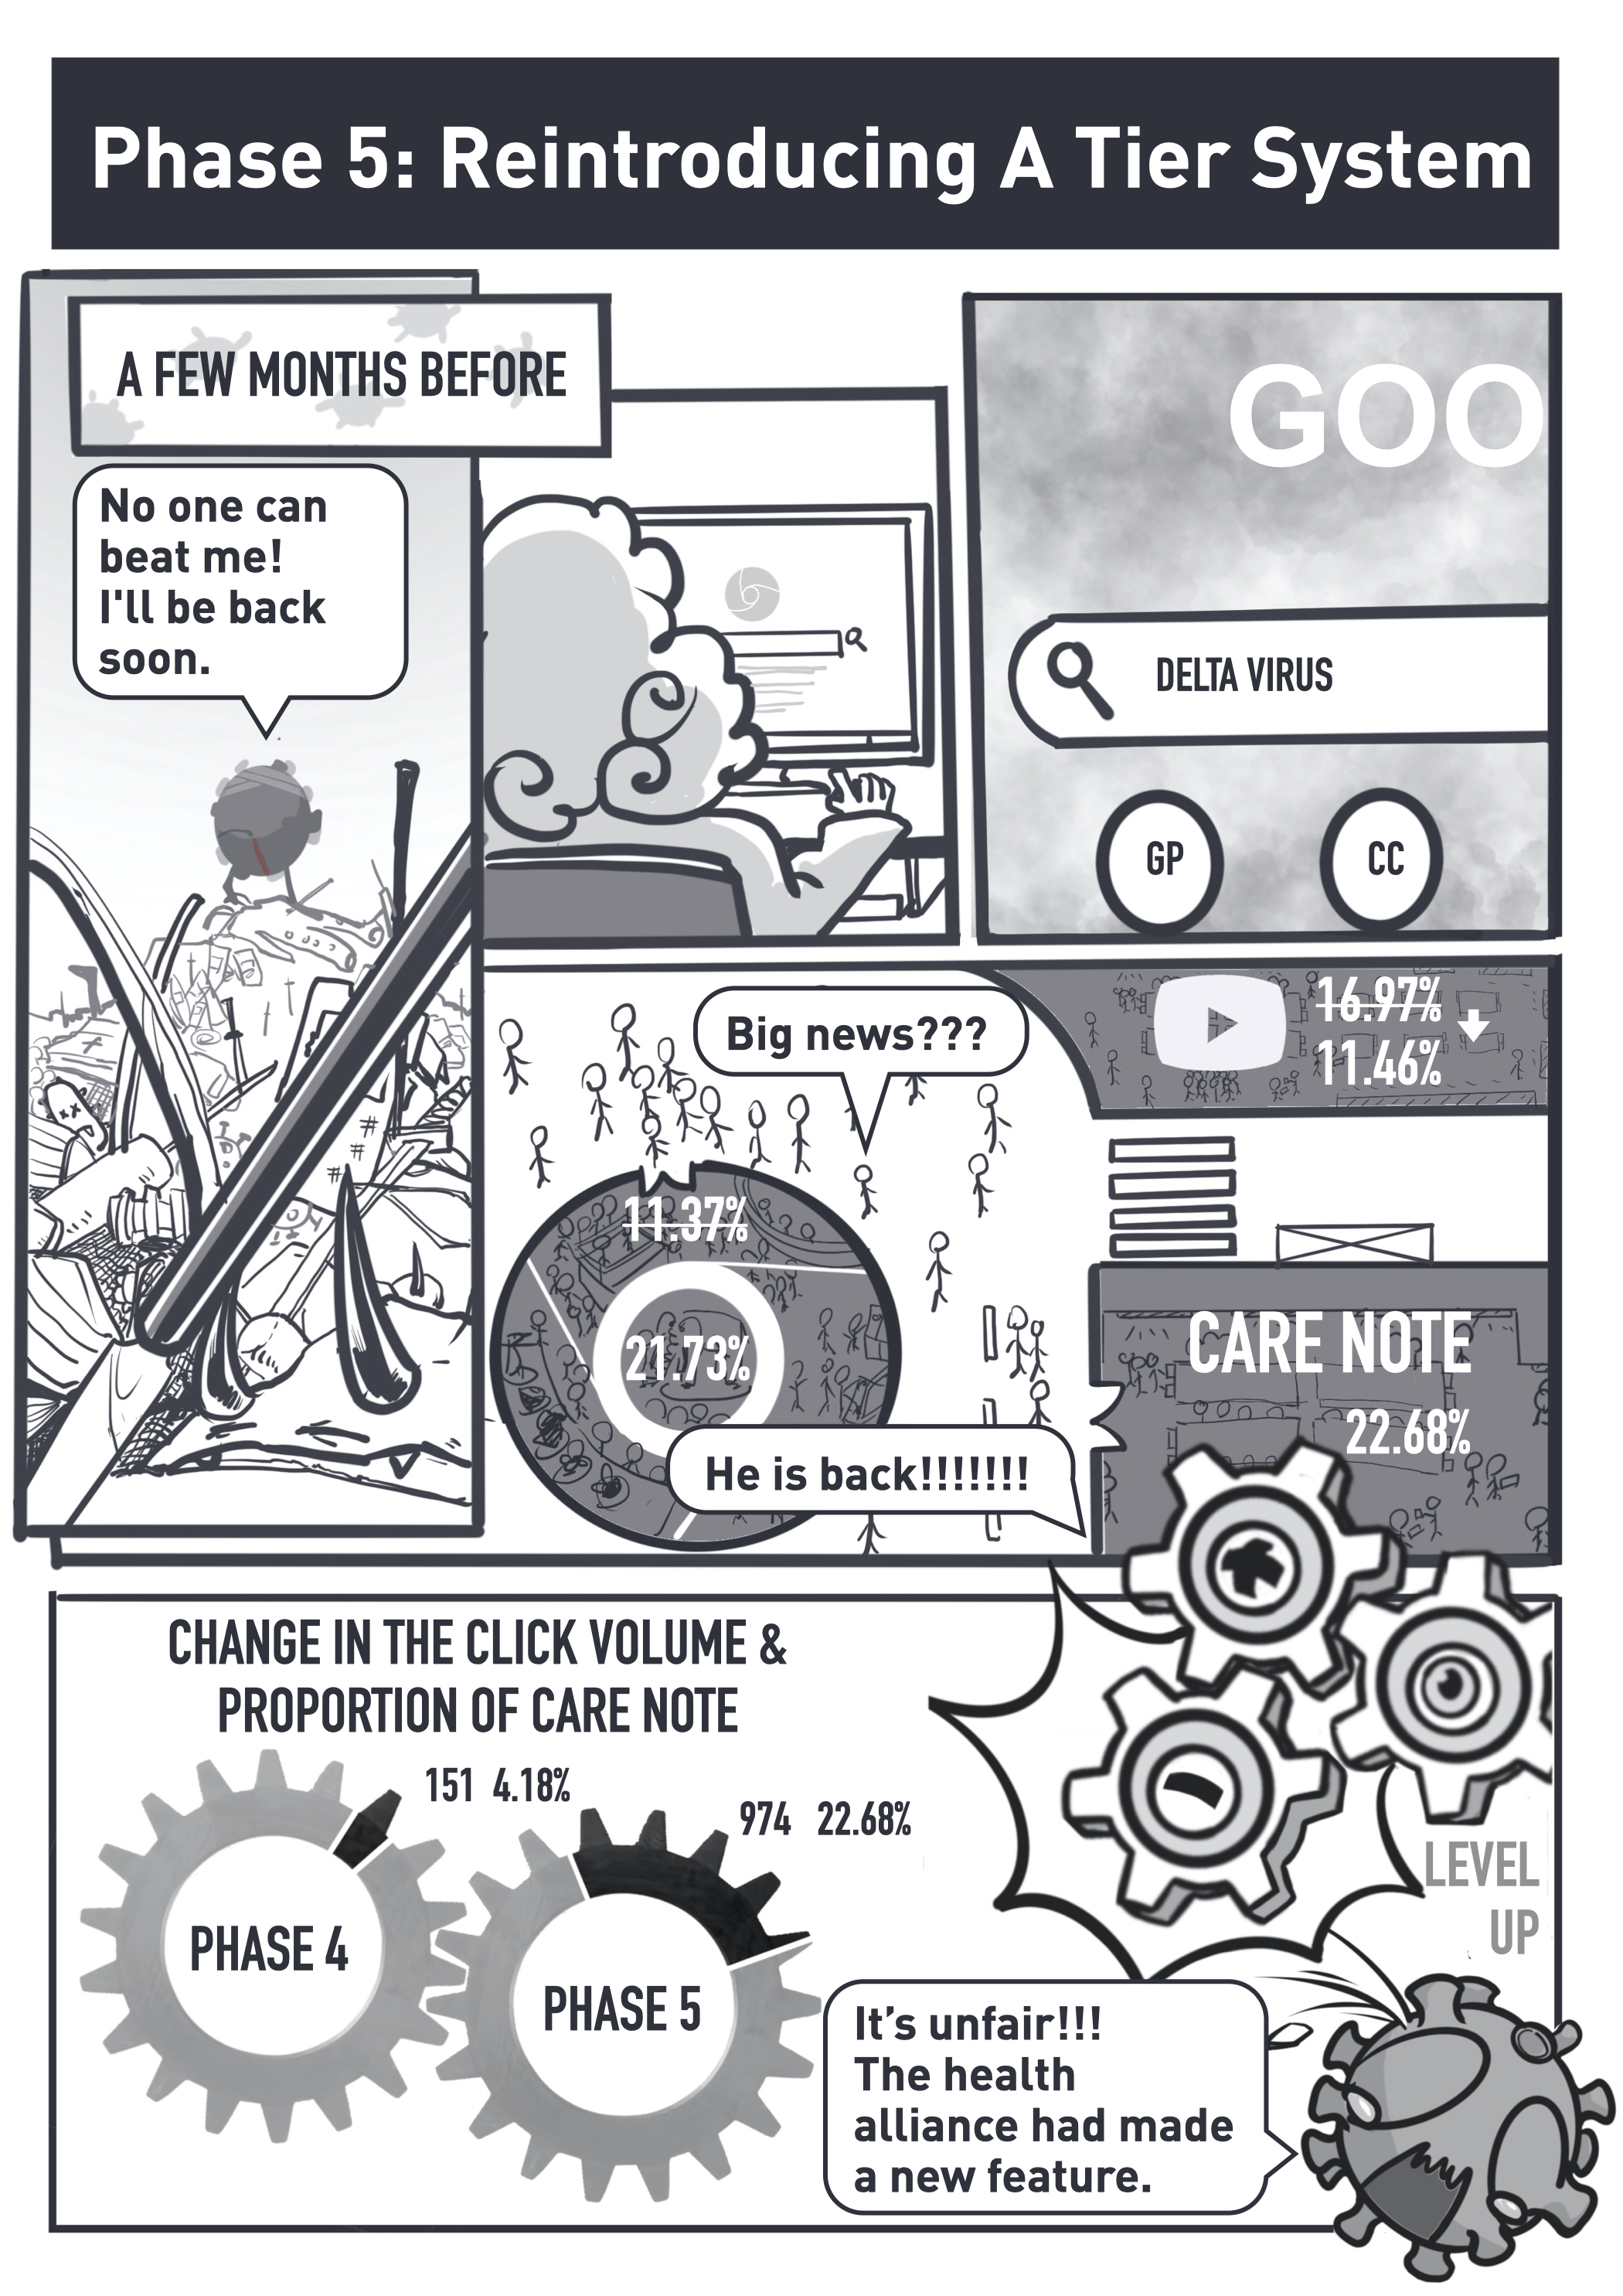 Phase 5: Reintroducing A Tier System
A FEW MONTHS BEFORE
No one can
beat me!
I'll be back
soon.
GOO
DELTA VIRUS
GP
CC
Big news???
16.97%
11.46%
11.37%
21.73%
CARE NOTE
22.68%
He is back!!!!!!!
CHANGE IN THE CLICK VOLUME &
PROPORTION OF CARE NOTE
151 4.18%
974 22.68%
PHASE 4
PHASE 5
LEVEL
UP
It’s unfair!!!
The health
alliance had made
a new feature.